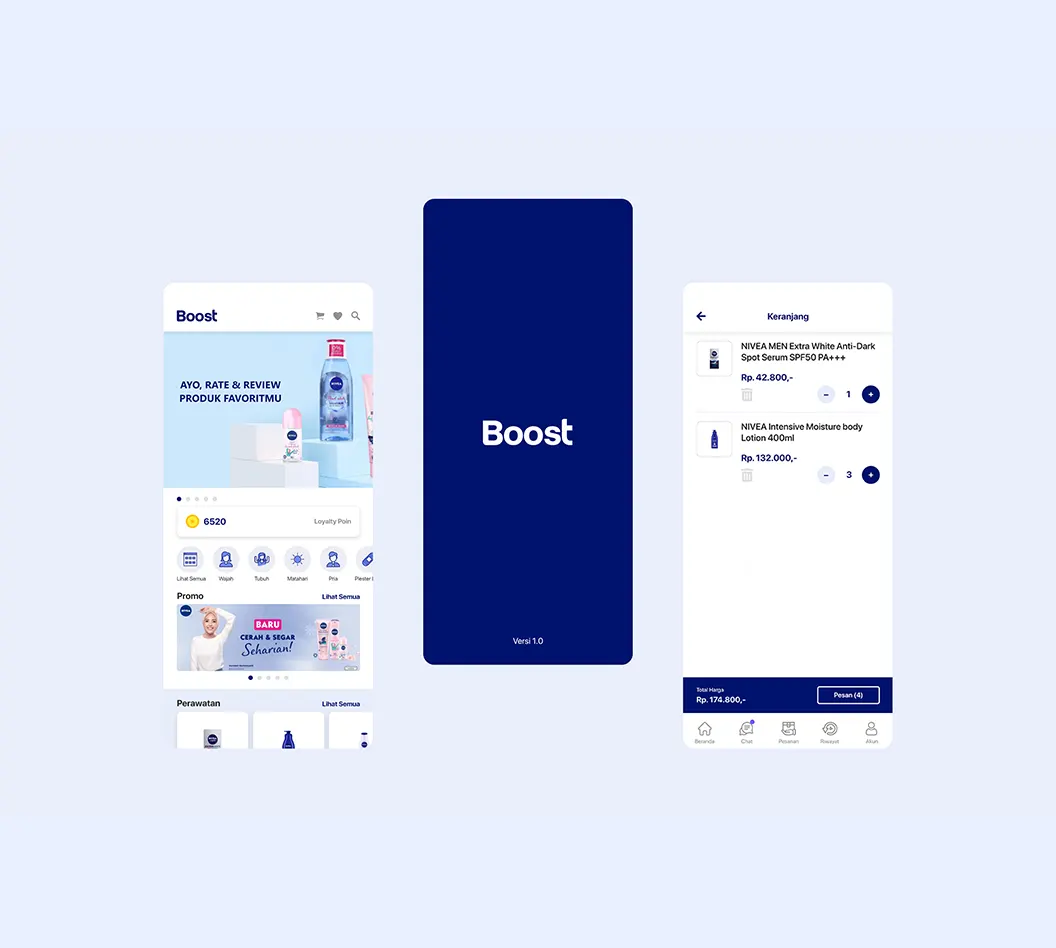 Boost
AYO, RATE & REVIEW
PRODUK FAVORITMU
NIVEA
NIVEA
6520
Loyalty Poin
Lihat Semua
Wajah
Tubuh
Matahari
Pria
Plester L
Promo
Lihat Semua
NIVEA
BARU
CERAH & SEGAR
Seharian!
Perawatan
Lihat Semua
Boost
Versi 1.0
Keranjang
NIVEA MEN Extra White Anti-Dark
Spot Serum SPF50 PA+++
Rp. 42.800,-
- 1 +
NIVEA Intensive Moisture body
Lotion 400ml
Rp. 132.000,-
- 3 +
Total Harga
Rp. 174.800,-
Pesan (4)
Beranda
Chat
Pesanan
Riwayat
Akun